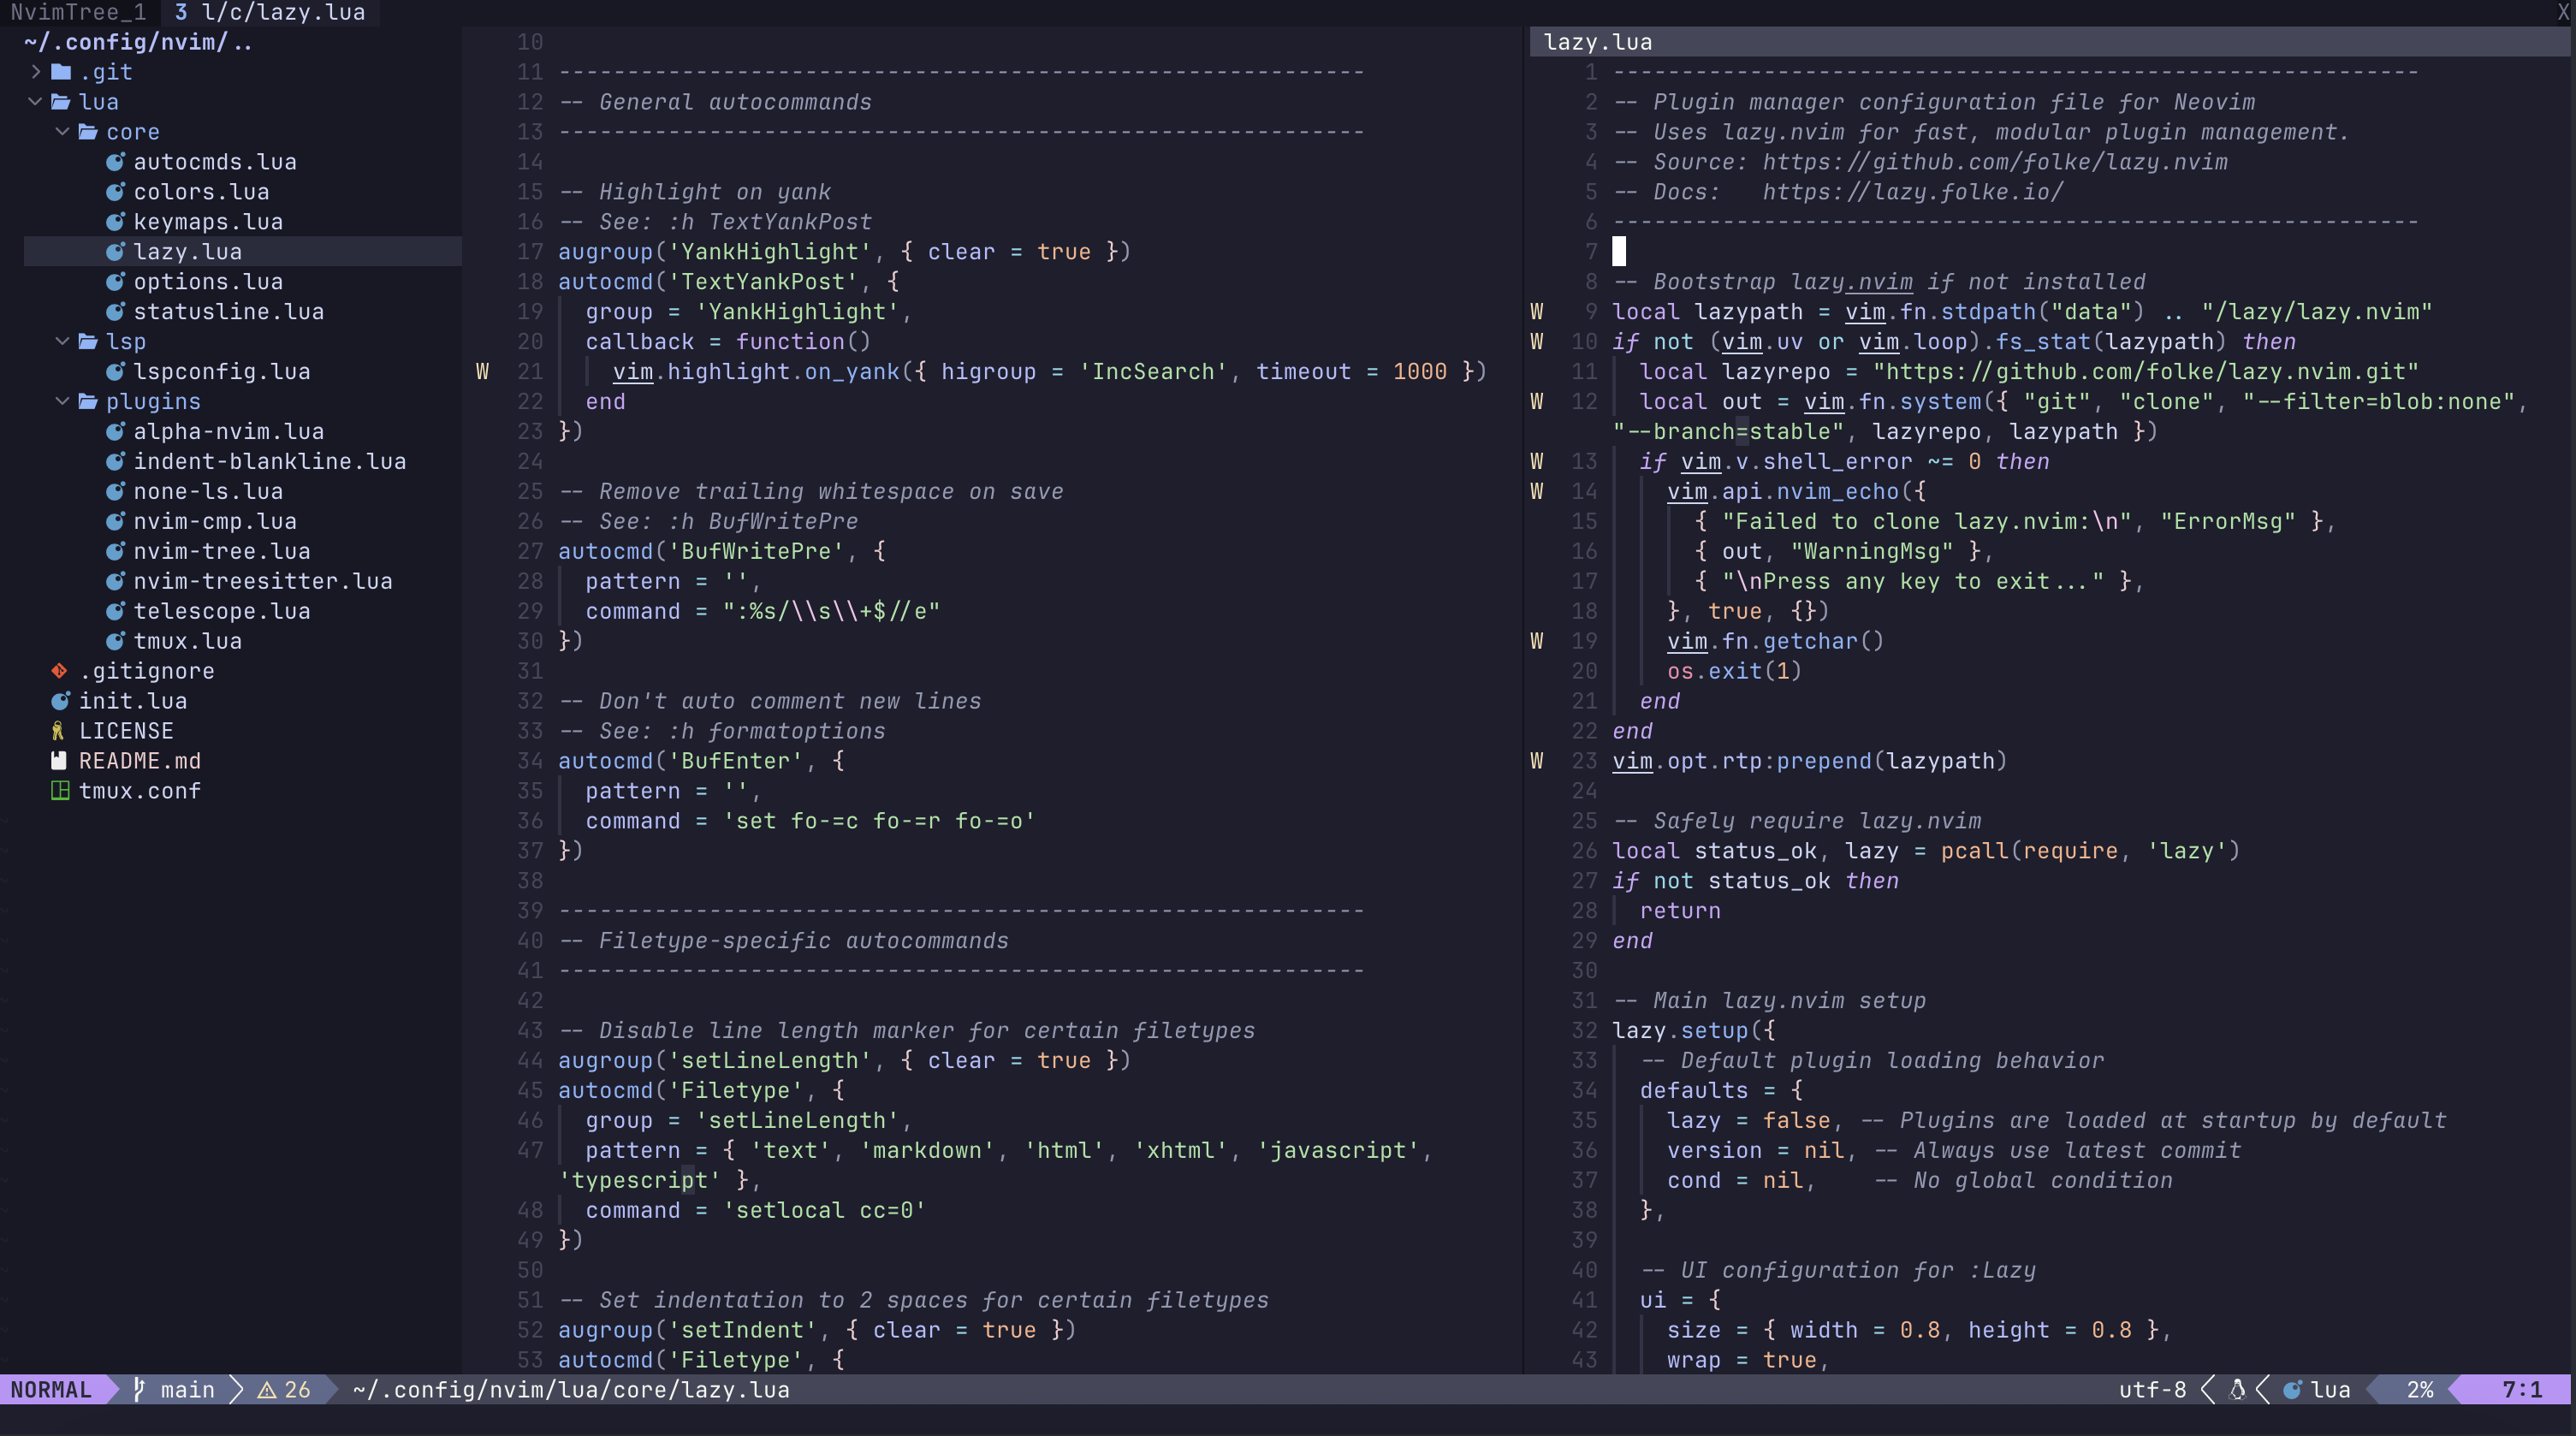 NvimTree_1  3 l/c/lazy.lua X
~/.config/nvim/..
.git
lua
core
autocmds.lua
colors.lua
keymaps.lua
lazy.lua
options.lua
statusline.lua
lsp
lspconfig.lua
plugins
alpha-nvim.lua
indent-blankline.lua
none-ls.lua
nvim-cmp.lua
nvim-tree.lua
nvim-treesitter.lua
telescope.lua
tmux.lua
.gitignore
init.lua
LICENSE
README.md
tmux.conf
10
11 -----------------------------------------------------------
12 -- General autocommands
13 -----------------------------------------------------------
14
15 -- Highlight on yank
16 -- See: :h TextYankPost
17 augroup('YankHighlight', { clear = true })
18 autocmd('TextYankPost', {
19   group = 'YankHighlight',
20   callback = function()
W 21     vim.highlight.on_yank({ higroup = 'IncSearch', timeout = 1000 })
22   end
23 })
24
25 -- Remove trailing whitespace on save
26 -- See: :h BufWritePre
27 autocmd('BufWritePre', {
28   pattern = '',
29   command = ":%s/\\s\\+$//e"
30 })
31
32 -- Don't auto comment new lines
33 -- See: :h formatoptions
34 autocmd('BufEnter', {
35   pattern = '',
36   command = 'set fo-=c fo-=r fo-=o'
37 })
38
39 -----------------------------------------------------------
40 -- Filetype-specific autocommands
41 -----------------------------------------------------------
42
43 -- Disable line length marker for certain filetypes
44 augroup('setLineLength', { clear = true })
45 autocmd('Filetype', {
46   group = 'setLineLength',
47   pattern = { 'text', 'markdown', 'html', 'xhtml', 'javascript',
'typescript' },
48   command = 'setlocal cc=0'
49 })
50
51 -- Set indentation to 2 spaces for certain filetypes
52 augroup('setIndent', { clear = true })
53 autocmd('Filetype', {
lazy.lua
1 -----------------------------------------------------------
2 -- Plugin manager configuration file for Neovim
3 -- Uses lazy.nvim for fast, modular plugin management.
4 -- Source: https://github.com/folke/lazy.nvim
5 -- Docs:   https://lazy.folke.io/
6 -----------------------------------------------------------
7
8 -- Bootstrap lazy.nvim if not installed
W 9 local lazypath = vim.fn.stdpath("data") .. "/lazy/lazy.nvim"
W 10 if not (vim.uv or vim.loop).fs_stat(lazypath) then
11   local lazyrepo = "https://github.com/folke/lazy.nvim.git"
W 12   local out = vim.fn.system({ "git", "clone", "--filter=blob:none",
"--branch=stable", lazyrepo, lazypath })
W 13   if vim.v.shell_error ~= 0 then
W 14     vim.api.nvim_echo({
15       { "Failed to clone lazy.nvim:\n", "ErrorMsg" },
16       { out, "WarningMsg" },
17       { "\nPress any key to exit..." },
18     }, true, {})
W 19     vim.fn.getchar()
20     os.exit(1)
21   end
22 end
W 23 vim.opt.rtp:prepend(lazypath)
24
25 -- Safely require lazy.nvim
26 local status_ok, lazy = pcall(require, 'lazy')
27 if not status_ok then
28   return
29 end
30
31 -- Main lazy.nvim setup
32 lazy.setup({
33   -- Default plugin loading behavior
34   defaults = {
35     lazy = false, -- Plugins are loaded at startup by default
36     version = nil, -- Always use latest commit
37     cond = nil,    -- No global condition
38   },
39
40   -- UI configuration for :Lazy
41   ui = {
42     size = { width = 0.8, height = 0.8 },
43     wrap = true,
NORMAL main 26 ~/.config/nvim/lua/core/lazy.lua utf-8 lua 2% 7:1